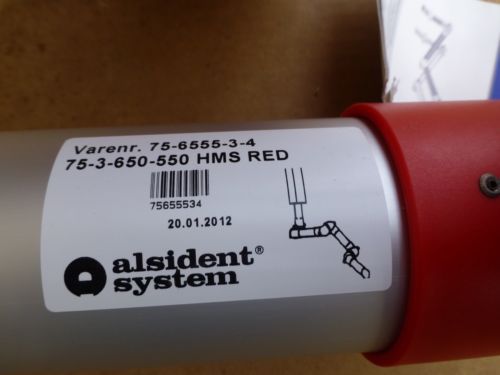 Varenr. 75-6555-3-4
75-3-650-550 HMS RED
75655534
20.01.2012
alsident®
system